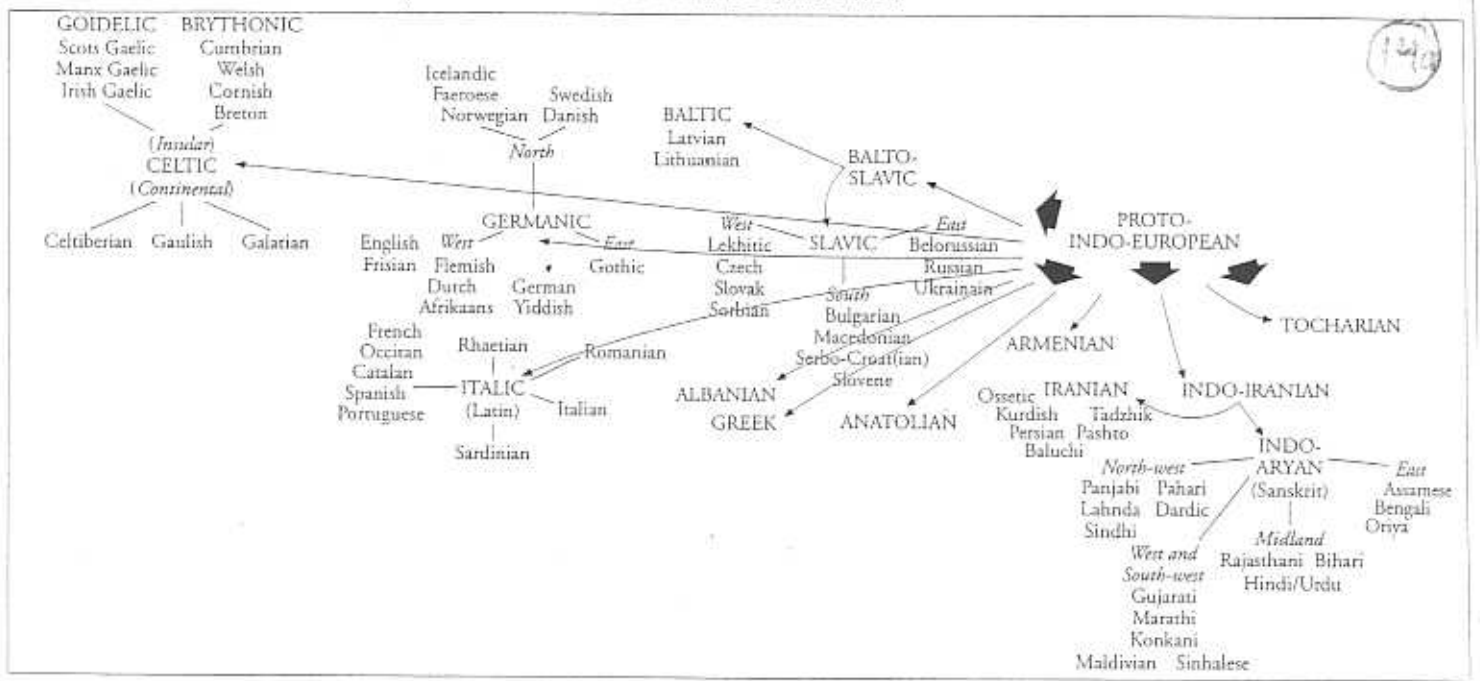 GOIDELIC BRYTHONIC
Scots Gaelic Cumbrian
Manx Gaelic Welsh
Irish Gaelic Cornish
Breton
(Insular)
CELTIC
(Continental)
Celtiberian Gaulish Galatian
Icelandic
Faeroese Swedish
Norwegian Danish
North
GERMANIC
English West East
Frisian Flemish Gothic
Dutch German
Afrikaans Yiddish
French
Occitan
Catalan
Spanish
Portuguese
Rhaetian
Romanian
ITALIC
(Latin)
Italian
Sardinian
BALTIC
Latvian
Lithuanian
BALTO-
SLAVIC
West East
SLAVIC
Lekhitic
Czech
Slovak
Sorbian
Belorussian
Russian
Ukrainain
South
Bulgarian
Macedonian
Serbo-Croat(ian)
Slovene
PROTO-
INDO-EUROPEAN
ALBANIAN
GREEK
ANATOLIAN
ARMENIAN
TOCHARIAN
IRANIAN INDO-IRANIAN
Ossetic
Kurdish Tadzhik
Persian Pashto
Baluchi
INDO-
ARYAN
(Sanskrit)
North-west
Panjabi Pahari
Lahnda Dardic
Sindhi
East
Assamese
Bengali
Oriya
Midland
Rajasthani Bihari
Hindi/Urdu
West and
South-west
Gujarati
Marathi
Konkani
Maldivian Sinhalese